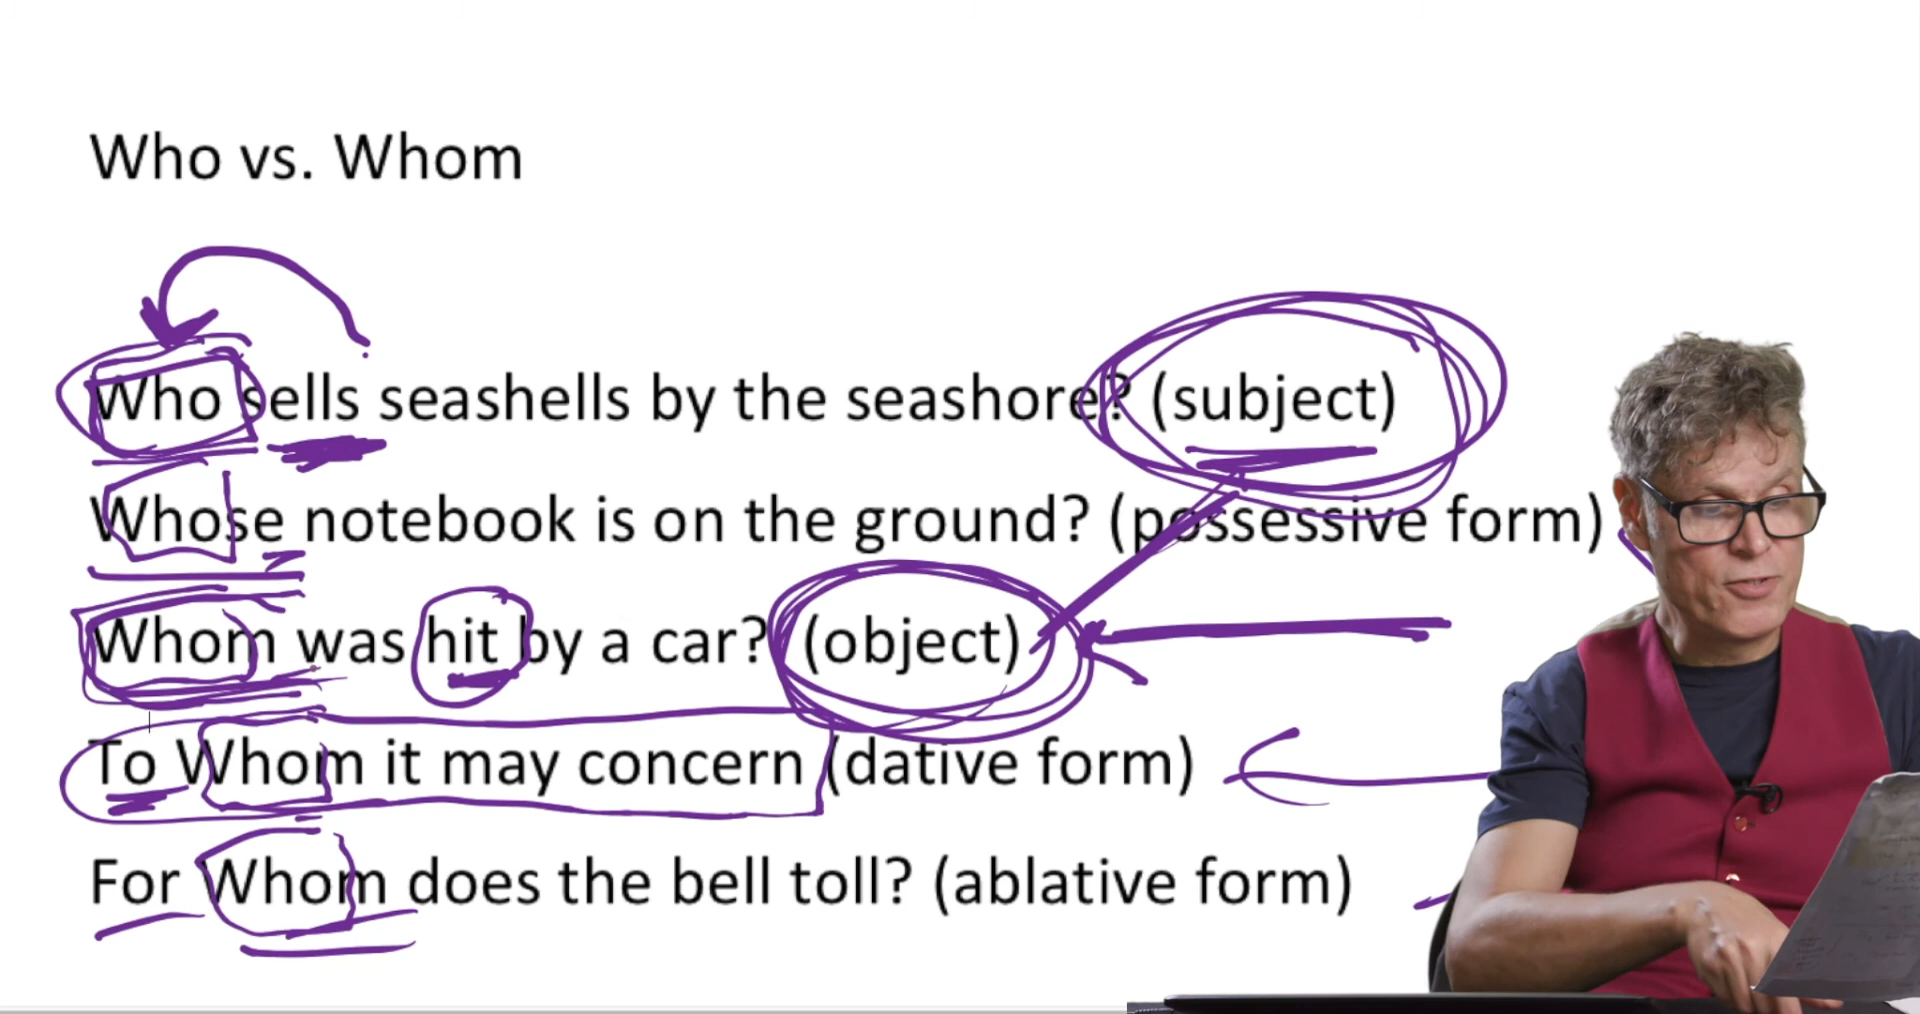 Who vs. Whom
Who sells seashells by the seashore? (subject)
Whose notebook is on the ground? (possessive form)
Whom was hit by a car? (object)
To Whom it may concern (dative form)
For Whom does the bell toll? (ablative form)